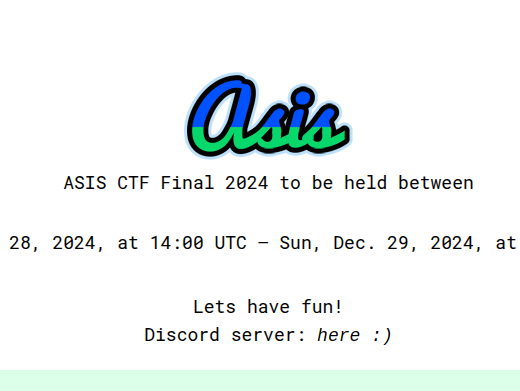 Asis
ASIS CTF Final 2024 to be held between
28, 2024, at 14:00 UTC — Sun, Dec. 29, 2024, at
Lets have fun!
Discord server: here :)